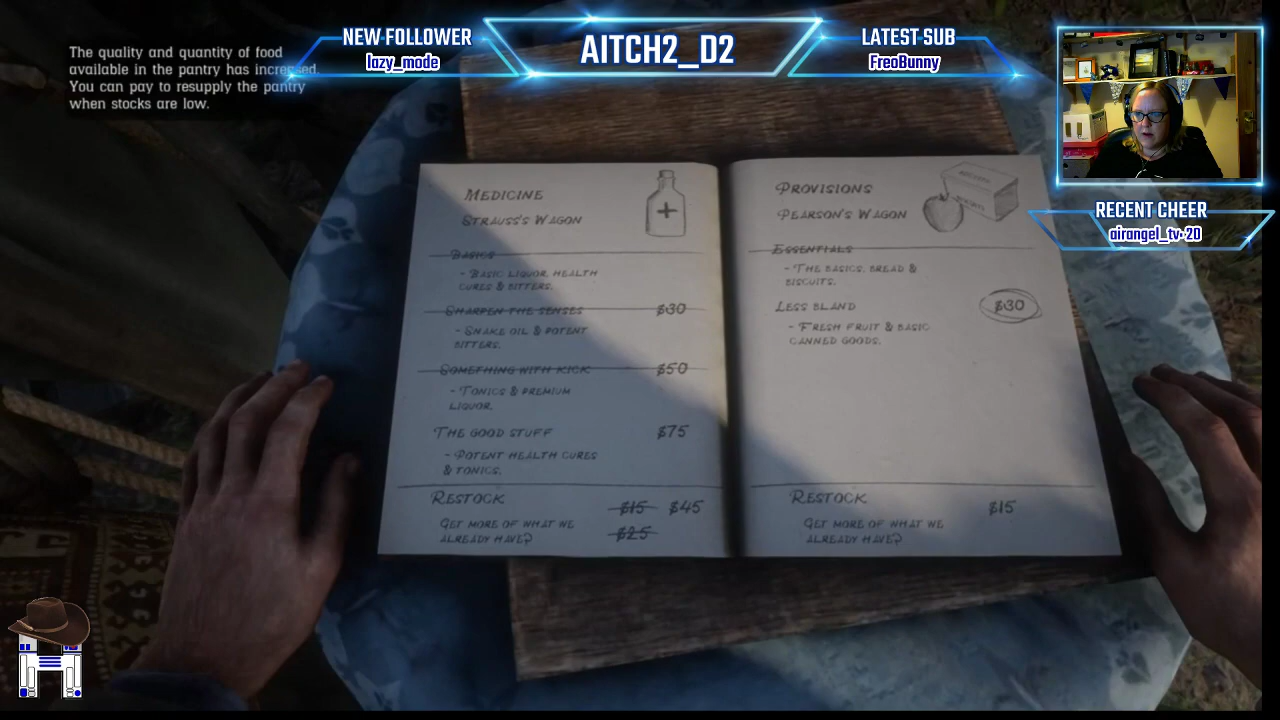 The quality and quantity of food
available in the pantry has increased.
You can pay to resupply the pantry
when stocks are low.
NEW FOLLOWER
lazy_mode
AITCH2_D2
LATEST SUB
FreoBunny
RECENT CHEER
airangel_tv: 20
MEDICINE
STRAUSS'S WAGON
BASICS
- BASIC LIQUOR, HEALTH
CURES & BITTERS.
SHARPEN THE SENSES $30
- SNAKE OIL & POTENT
BITTERS.
SOMETHING WITH KICK $50
- TONICS & PREMIUM
LIQUOR.
THE GOOD STUFF $75
- POTENT HEALTH CURES
& TONICS.
RESTOCK $15 $45
GET MORE OF WHAT WE $25
ALREADY HAVE?
PROVISIONS
PEARSON'S WAGON
ESSENTIALS
- THE BASICS, BREAD &
BISCUITS.
LESS BLAND $30
- FRESH FRUIT & BASIC
CANNED GOODS.
RESTOCK $15
GET MORE OF WHAT WE
ALREADY HAVE?